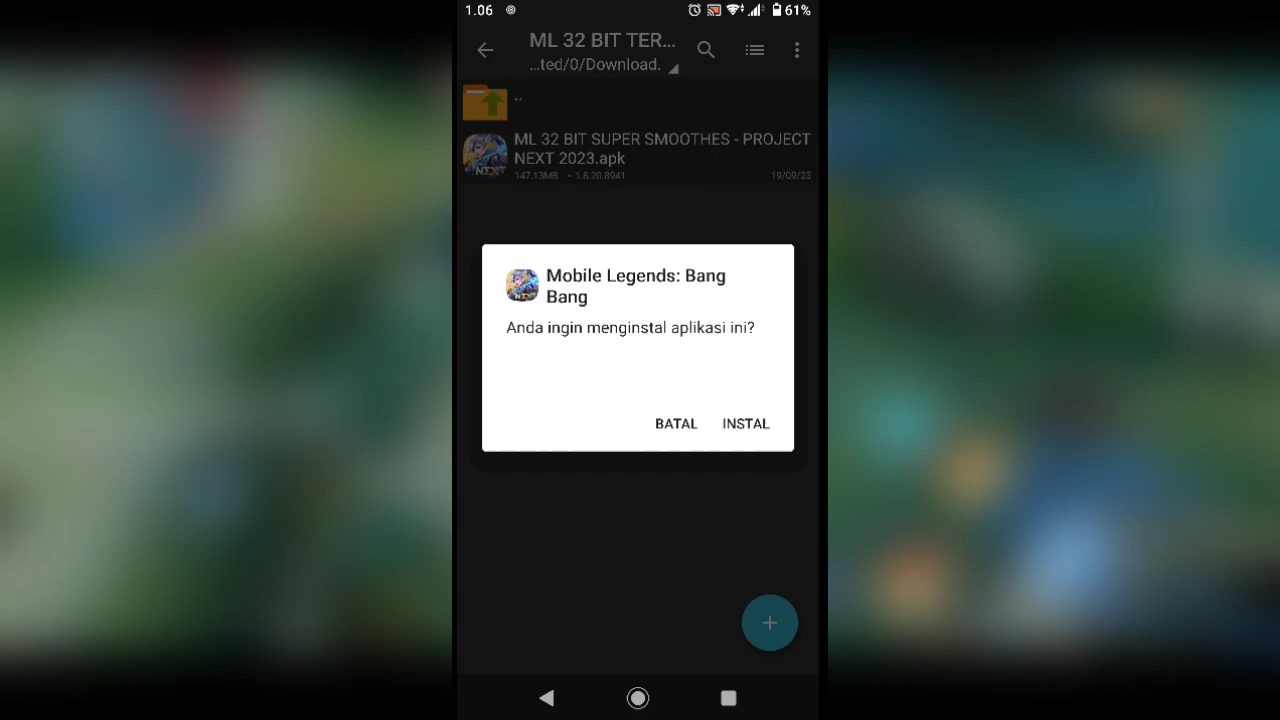 1.06
61%
ML 32 BIT TER...
...ted/0/Download.
..
ML 32 BIT SUPER SMOOTHES - PROJECT
NEXT 2023.apk
147.13MB • 1.8.20.8941
19/09/23
NEXT
Mobile Legends: Bang
Bang
Anda ingin menginstal aplikasi ini?
BATAL
INSTAL